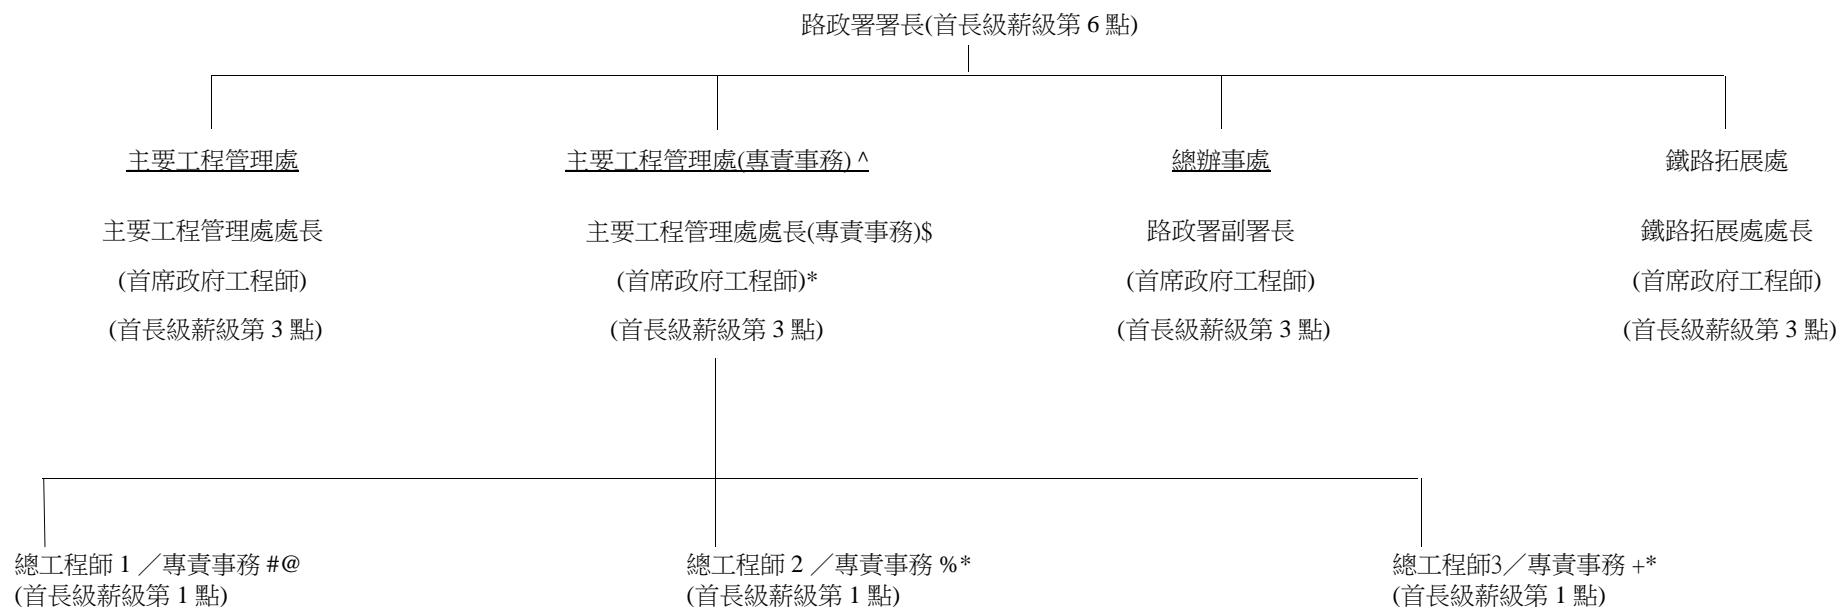 路政署署長(首長級薪級第 6 點)
主要工程管理處
主要工程管理處(專責事務) ^
總辦事處
鐵路拓展處
主要工程管理處處長
主要工程管理處處長(專責事務)$
路政署副署長
鐵路拓展處處長
(首席政府工程師)
(首席政府工程師)*
(首席政府工程師)
(首席政府工程師)
(首長級薪級第 3 點)
(首長級薪級第 3 點)
(首長級薪級第 3 點)
(首長級薪級第 3 點)
總工程師 1 ／專責事務 #@
(首長級薪級第 1 點)
總工程師 2 ／專責事務 %*
(首長級薪級第 1 點)
總工程師3／專責事務 +*
(首長級薪級第 1 點)